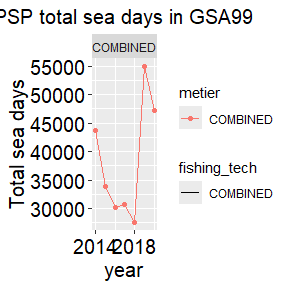 PSP total sea days in GSA99
COMBINED
Total sea days
55000
50000
45000
40000
35000
30000
2014 2018
year
metier
COMBINED
fishing_tech
COMBINED